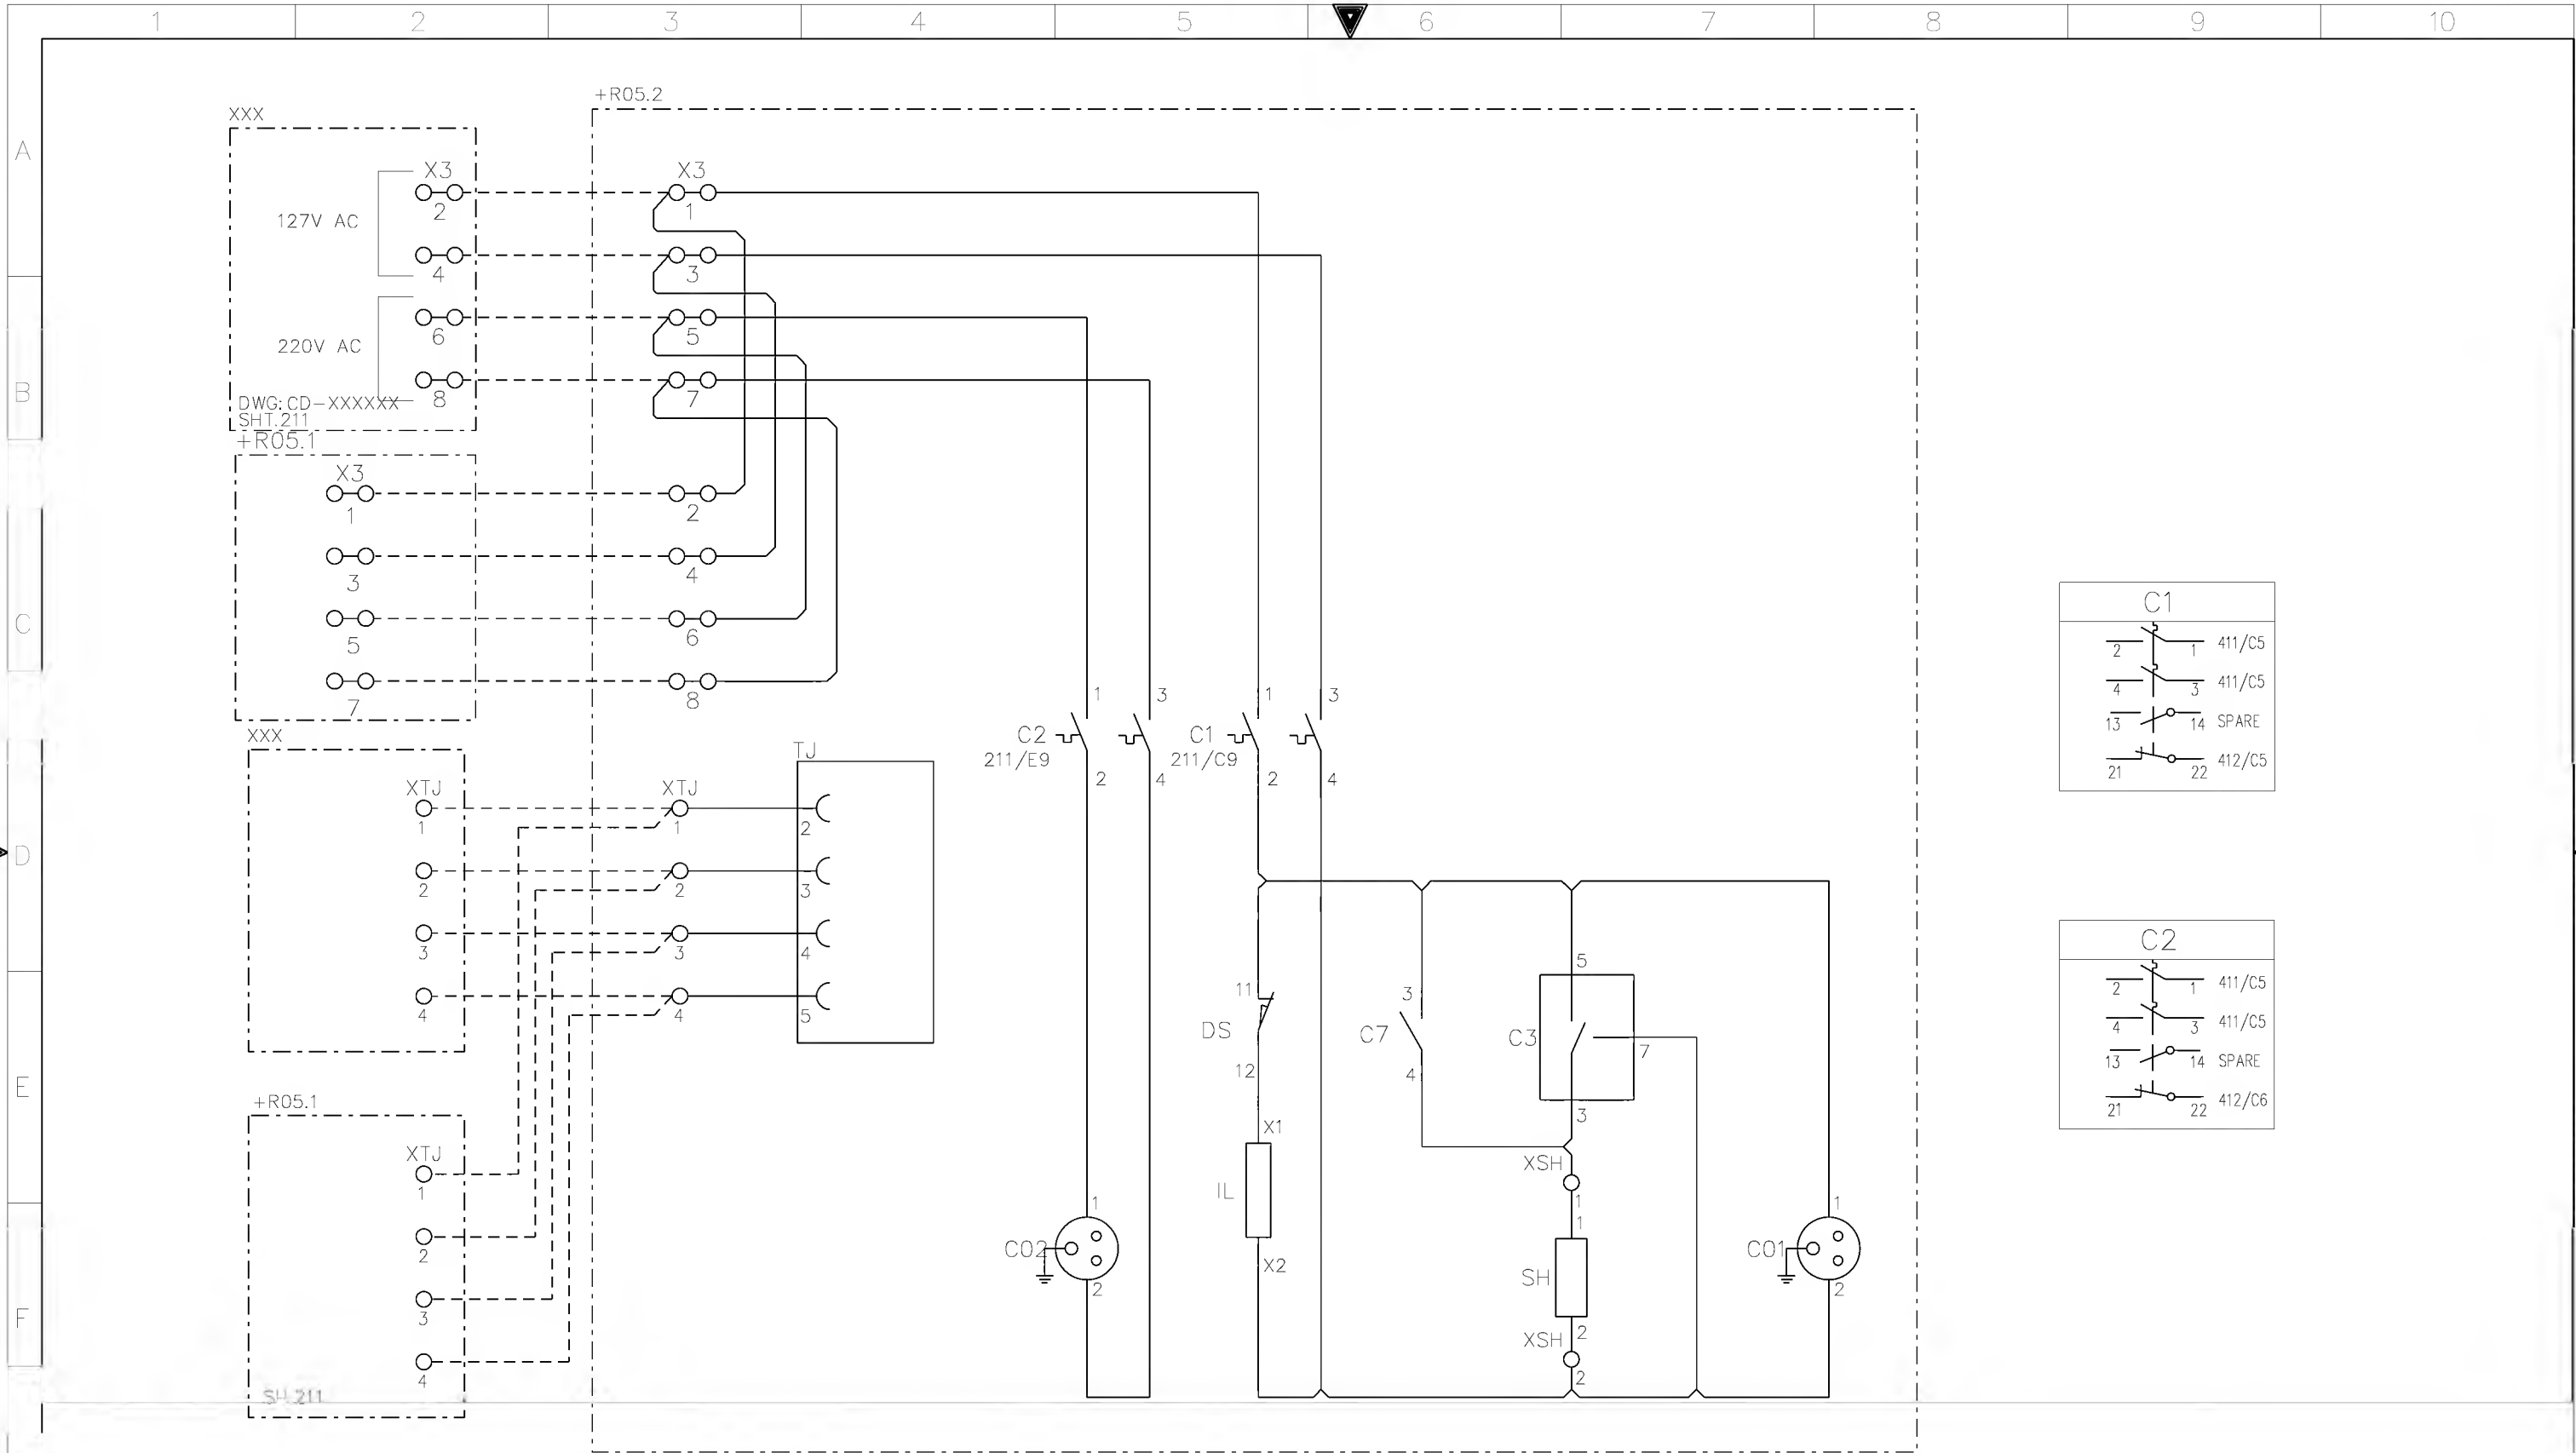 1 2 3 4 5 6 7 8 9 10
A
B
C
D
E
F
XXX
X3
127V AC
2
4
220V AC
6
8
DWG:CD-XXXXXX
SHT.211
+R05.1
X3
1
3
5
7
XXX
XTJ
1
2
3
4
+R05.1
XTJ
1
2
3
4
SH.211
+R05.2
X3
1
3
5
7
2
4
6
8
XTJ
1
2
3
4
TJ
2
3
4
5
C2
211/E9
1 3
2 4
C1
211/C9
1 3
2 4
CO2
1
2
11
DS
12
X1
IL
X2
3
C7
4
5
C3
7
3
XSH
1
1
SH
2
XSH
2
CO1
1
2
C1
2 1 411/C5
4 3 411/C5
13 14 SPARE
21 22 412/C5
C2
2 1 411/C5
4 3 411/C5
13 14 SPARE
21 22 412/C6